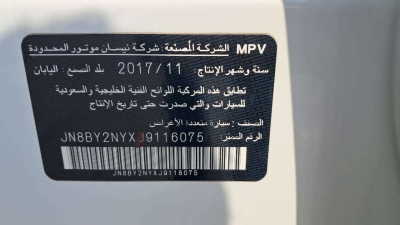 MPV الشركة المصنعة: شركة نيسان موتور المحدودة
سنة وشهر الإنتاج: 2017/11 بلد الصنع: اليابان
تطابق هذه المركبة اللوائح الفنية الخليجية والسعودية
للسيارات والتي صدرت حتى تاريخ الإنتاج
الصنف: سيارة متعددة الأغراض
الرقم المميز: JN8BY2NYXJ9116075
JN8BY2NYXJ9116075